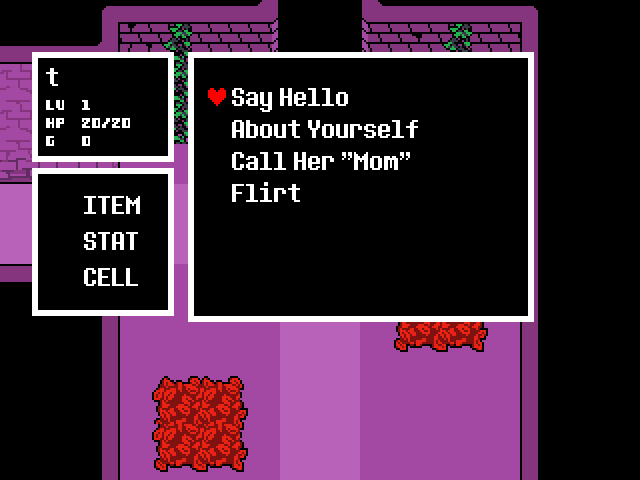 t
LV 1
HP 20/20
G 0
ITEM
STAT
CELL
Say Hello
About Yourself
Call Her "Mom"
Flirt